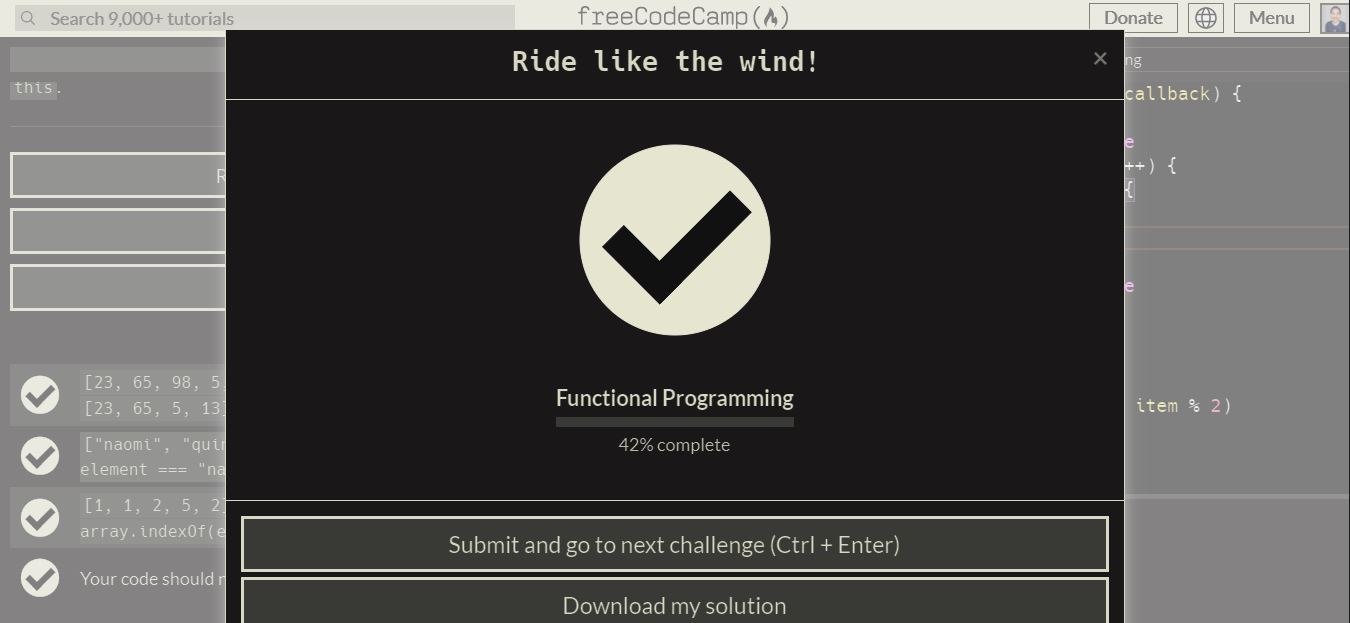 Search 9,000+ tutorials
freeCodeCamp
Donate
Menu
Ride like the wind!
×
ng
this.
callback) {
e
++) {
R
{
e
Functional Programming
42% complete
[23, 65, 98, 5,
[23, 65, 5, 13]
item % 2)
["naomi", "quin
element === "na
[1, 1, 2, 5, 2]
array.indexOf(e
Submit and go to next challenge (Ctrl + Enter)
Your code should n
Download my solution